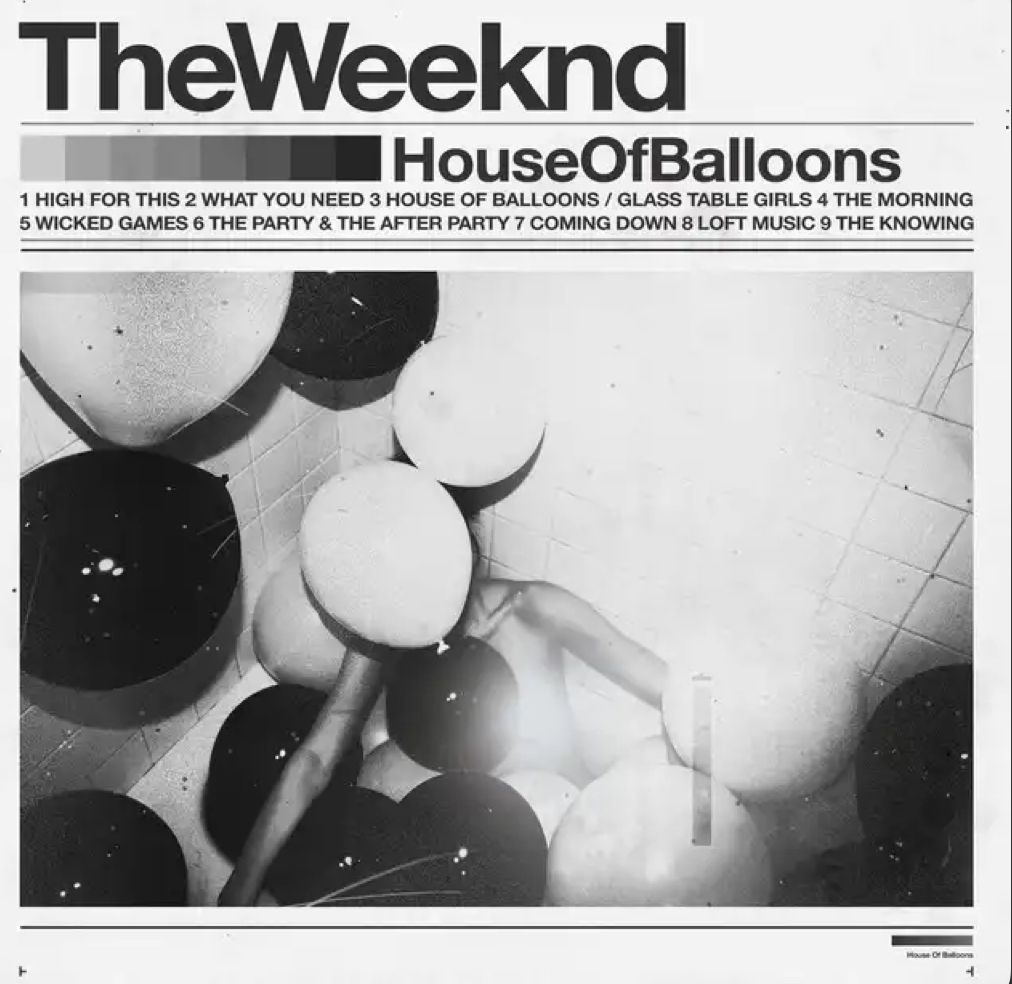 TheWeeknd
HouseOfBalloons
1 HIGH FOR THIS 2 WHAT YOU NEED 3 HOUSE OF BALLOONS / GLASS TABLE GIRLS 4 THE MORNING
5 WICKED GAMES 6 THE PARTY & THE AFTER PARTY 7 COMING DOWN 8 LOFT MUSIC 9 THE KNOWING
House Of Balloons